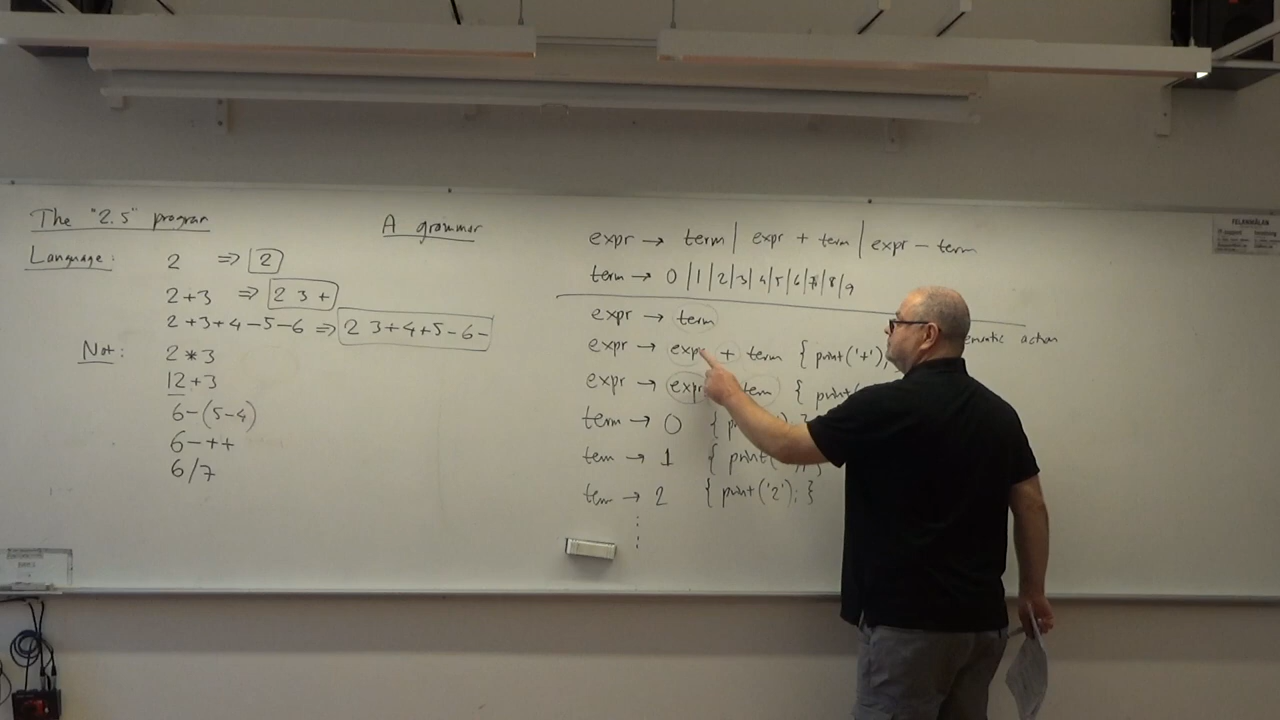 The "2.5" program
Language:
2 => 2
2+3 => 2 3 +
2+3+4-5-6 => 2 3+4+5-6-
Not:
2*3
12+3
6-(5-4)
6-++
6/7
A grammar
expr → term | expr + term | expr - term
term → 0|1|2|3|4|5|6|7|8|9
expr → term
expr → expr + term { print('+');
action
expr → expr term { print(
term → 0 {
term → 1 { print(
term → 2 { print('2'); }
FELANMÄLAN